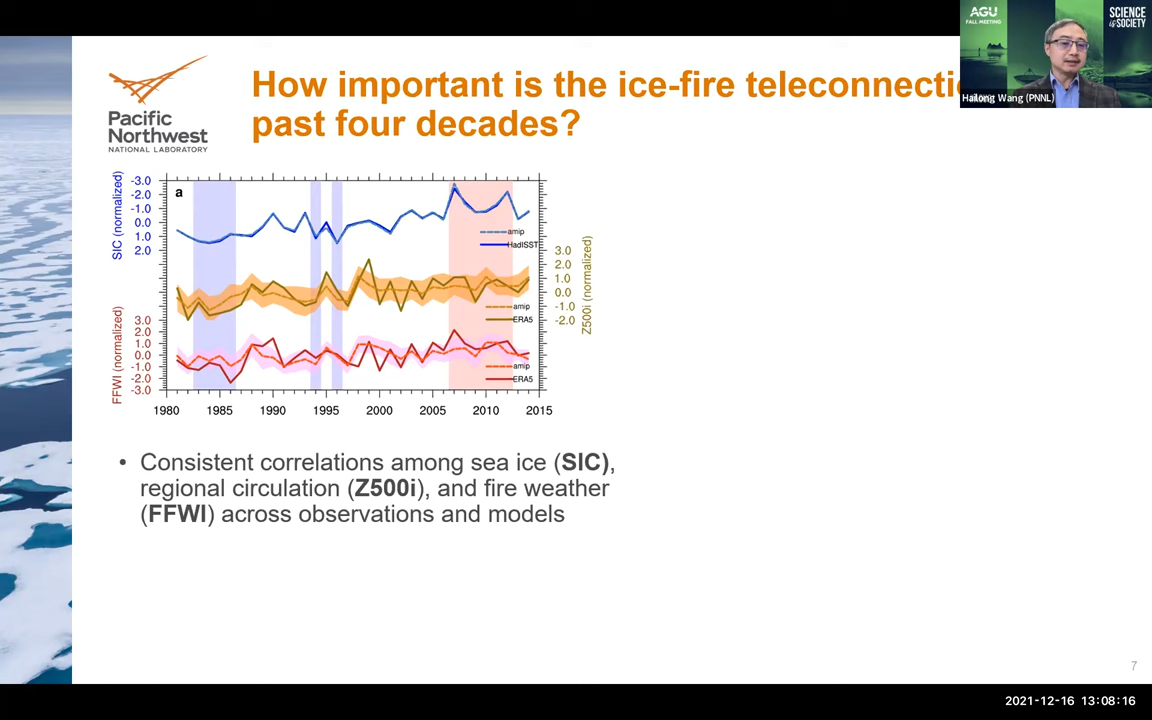 AGU
FALL MEETING
SCIENCE
is SOCIETY
Hailong Wang (PNNL)
Pacific
Northwest
NATIONAL LABORATORY
How important is the ice-fire teleconnecti
past four decades?
a
SIC (normalized)
-3.0
-2.0
-1.0
0.0
1.0
2.0
amip
HadISST
3.0
2.0
1.0
0.0
-1.0
-2.0
Z500i (normalized)
amip
ERA5
FFWI (normalized)
3.0
2.0
1.0
0.0
-1.0
-2.0
-3.0
amip
ERA5
1980 1985 1990 1995 2000 2005 2010 2015
• Consistent correlations among sea ice (SIC),
regional circulation (Z500i), and fire weather
(FFWI) across observations and models
7
2021-12-16 13:08:16